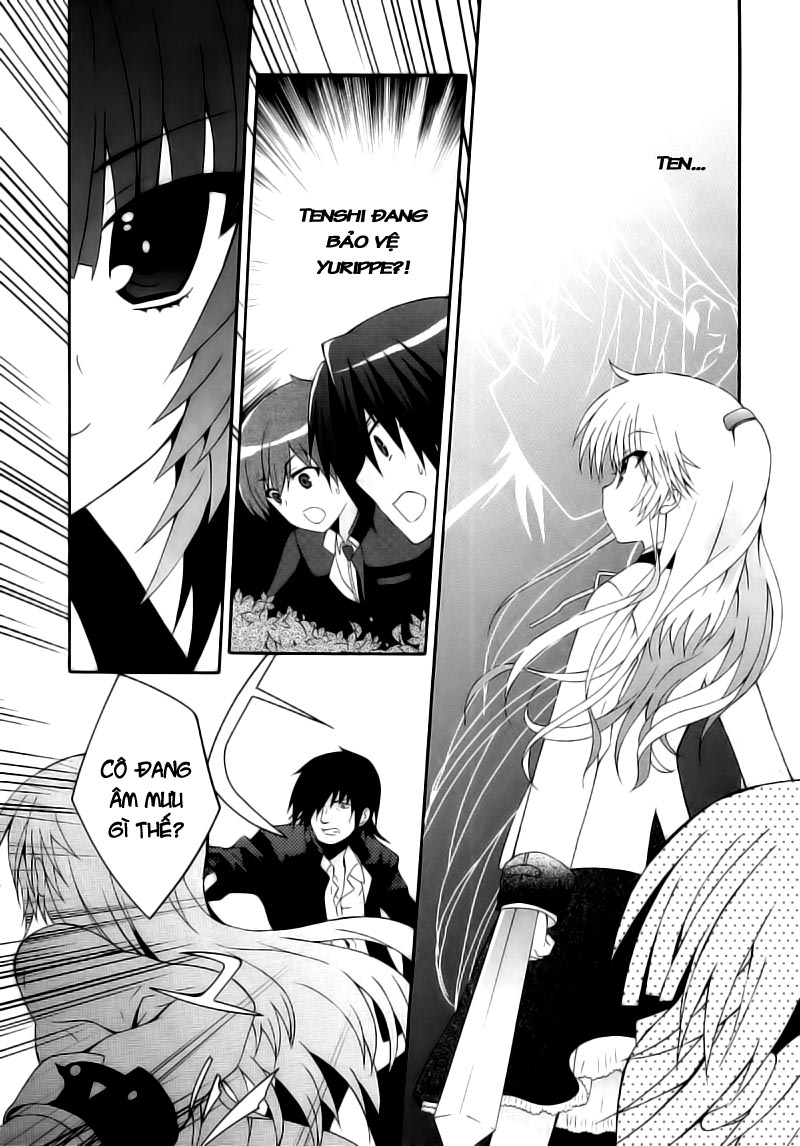 TEN...
TENSHI ĐANG
BẢO VỆ
YURIPPE?!
CÔ ĐANG
ÂM MƯU
GÌ THẾ?